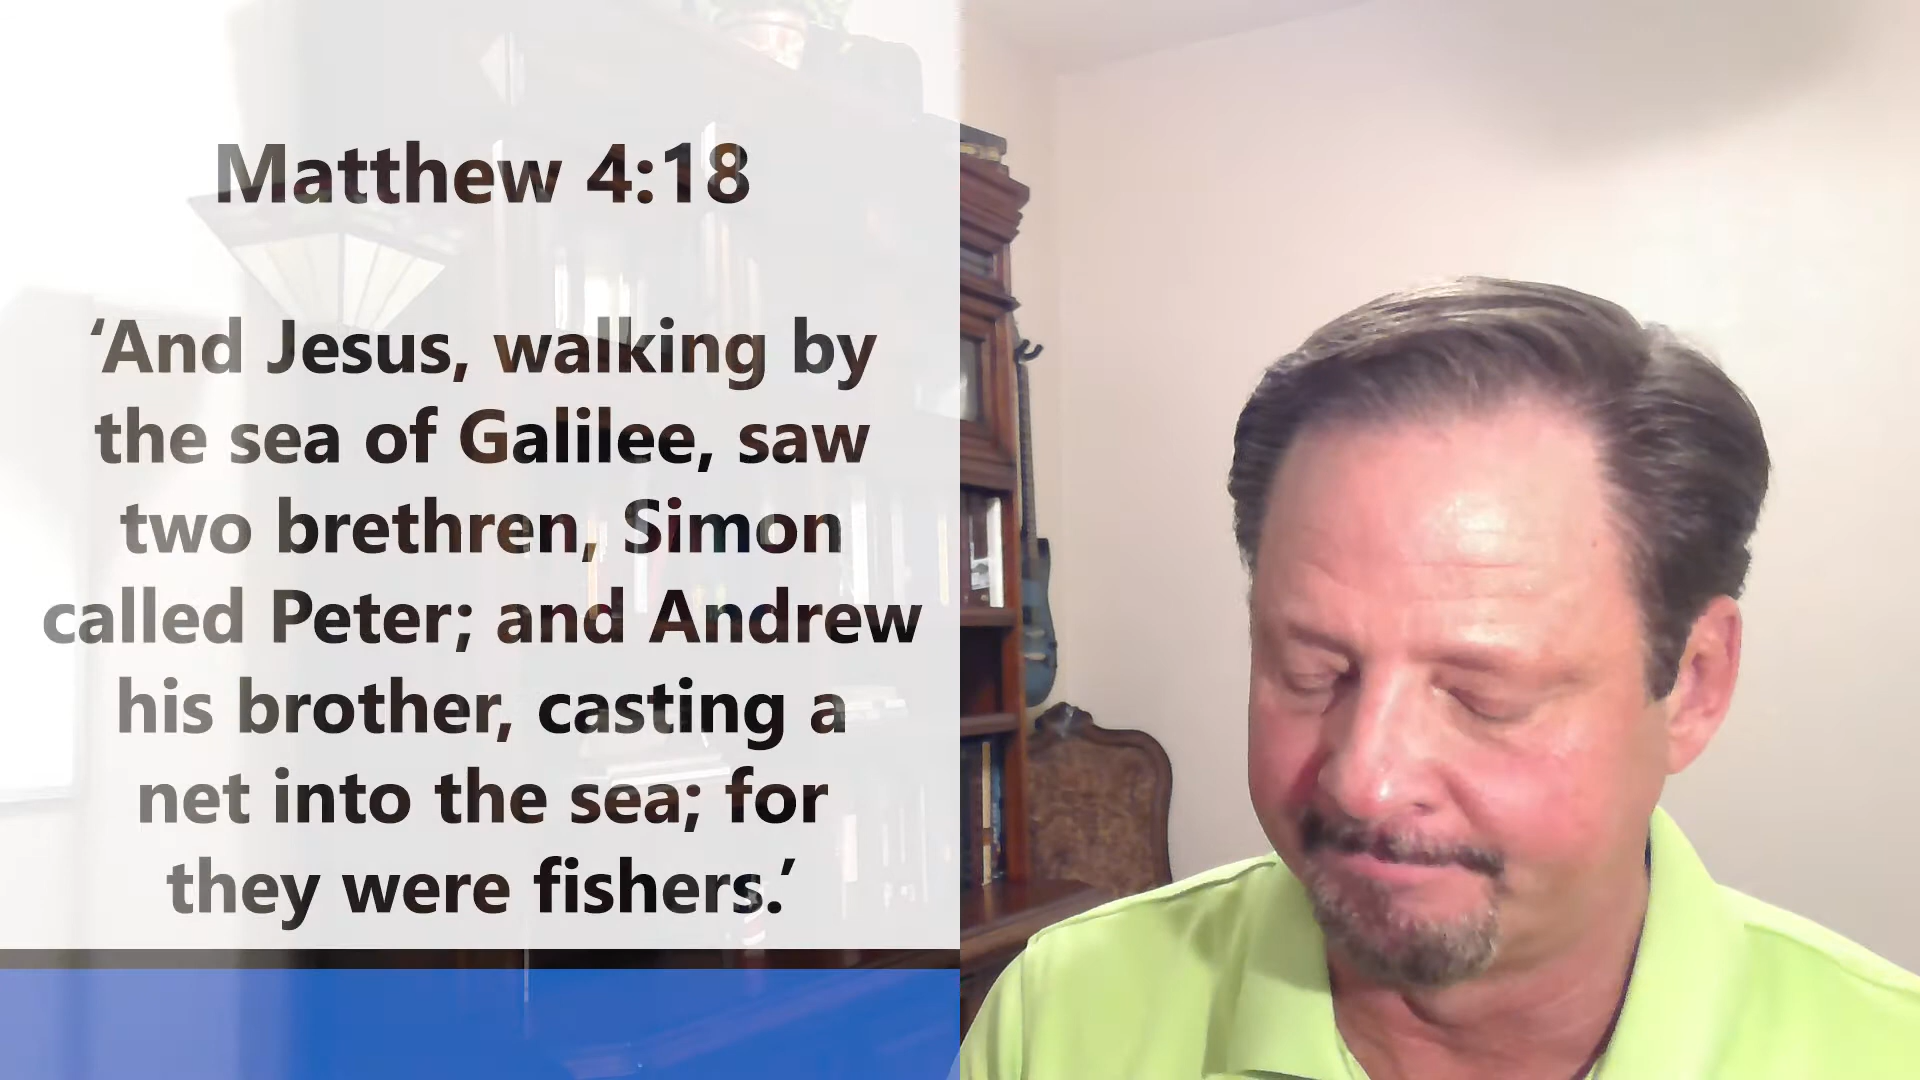 Matthew 4:18
‘And Jesus, walking by
the sea of Galilee, saw
two brethren, Simon
called Peter; and Andrew
his brother, casting a
net into the sea; for
they were fishers.’